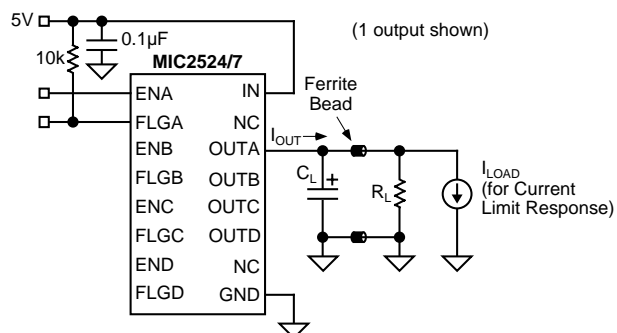 5V
(1 output shown)
0.1µF
10k
MIC2524/7
Ferrite
Bead
ENA
IN
FLGA
NC
I_OUT
ENB
OUTA
I_LOAD
(for Current
Limit Response)
FLGB
OUTB
C_L
+
R_L
ENC
OUTC
FLGC
OUTD
END
NC
FLGD
GND